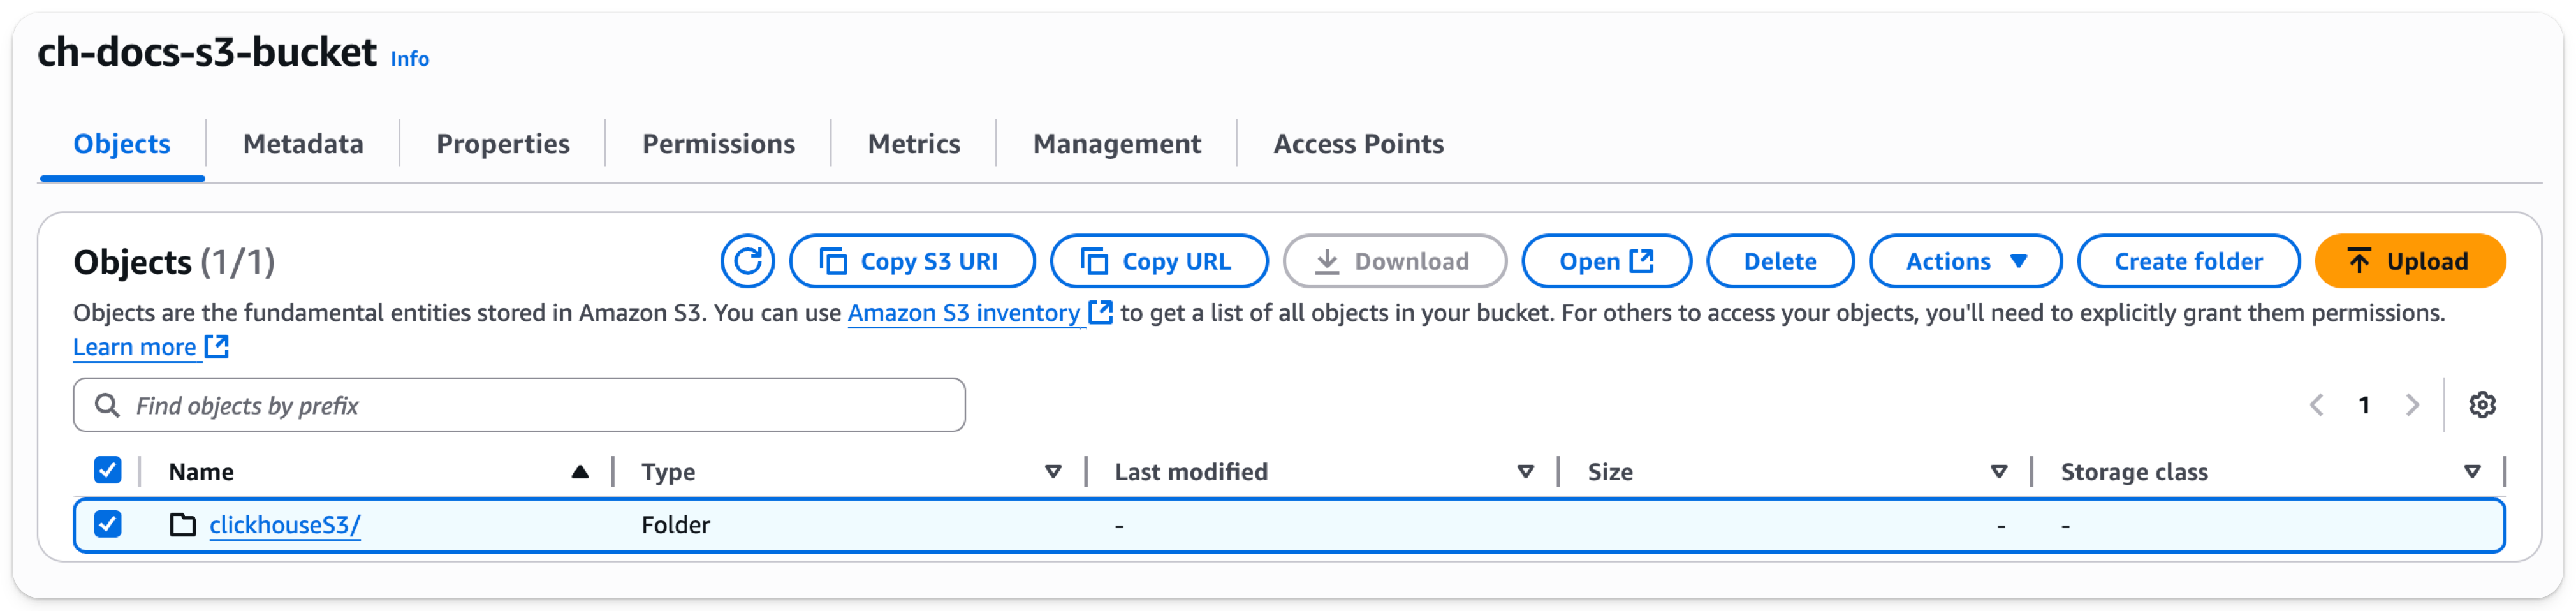 ch-docs-s3-bucket Info
Objects Metadata Properties Permissions Metrics Management Access Points
Objects (1/1) Copy S3 URI Copy URL Download Open Delete Actions Create folder Upload
Objects are the fundamental entities stored in Amazon S3. You can use Amazon S3 inventory to get a list of all objects in your bucket. For others to access your objects, you'll need to explicitly grant them permissions.
Learn more
Find objects by prefix 1
Name Type Last modified Size Storage class
clickhouseS3/ Folder - - -